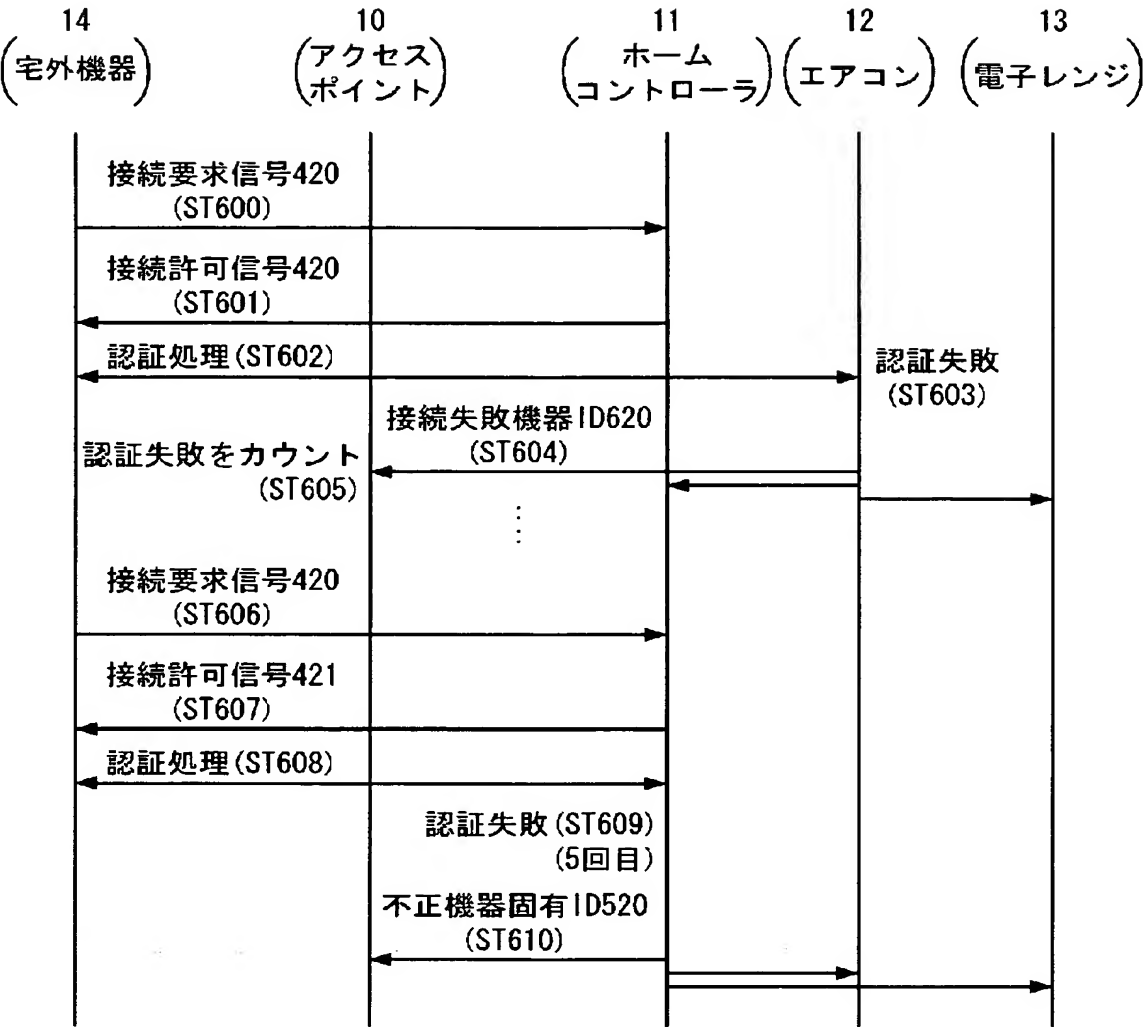 14
10
11
12
13
(宅外機器)
(アクセス
ポイント)
(ホーム
コントローラ)
(エアコン)
(電子レンジ)
接続要求信号420
(ST600)
接続許可信号420
(ST601)
認証処理(ST602)
認証失敗
(ST603)
接続失敗機器ID620
(ST604)
認証失敗をカウント
(ST605)
接続要求信号420
(ST606)
接続許可信号421
(ST607)
認証処理(ST608)
認証失敗(ST609)
(5回目)
不正機器固有ID520
(ST610)